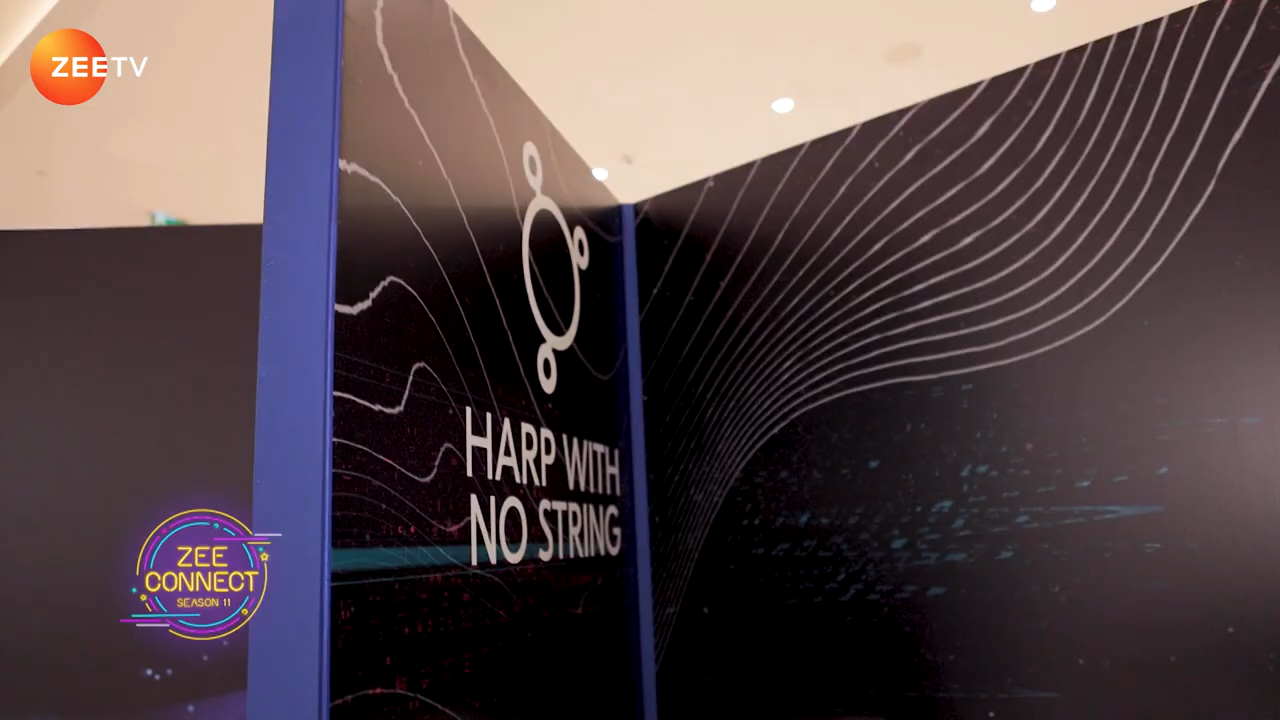 ZEETV
HARP WITH
NO STRING
ZEE
CONNECT
SEASON 11